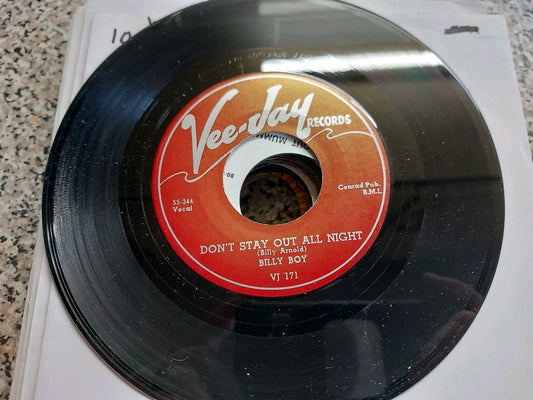 Vee-Jay
RECORDS
55-344
Vocal
Conrad Pub.
B.M.I.
DON'T STAY OUT ALL NIGHT
(Billy Arnold)
BILLY BOY
VJ 171